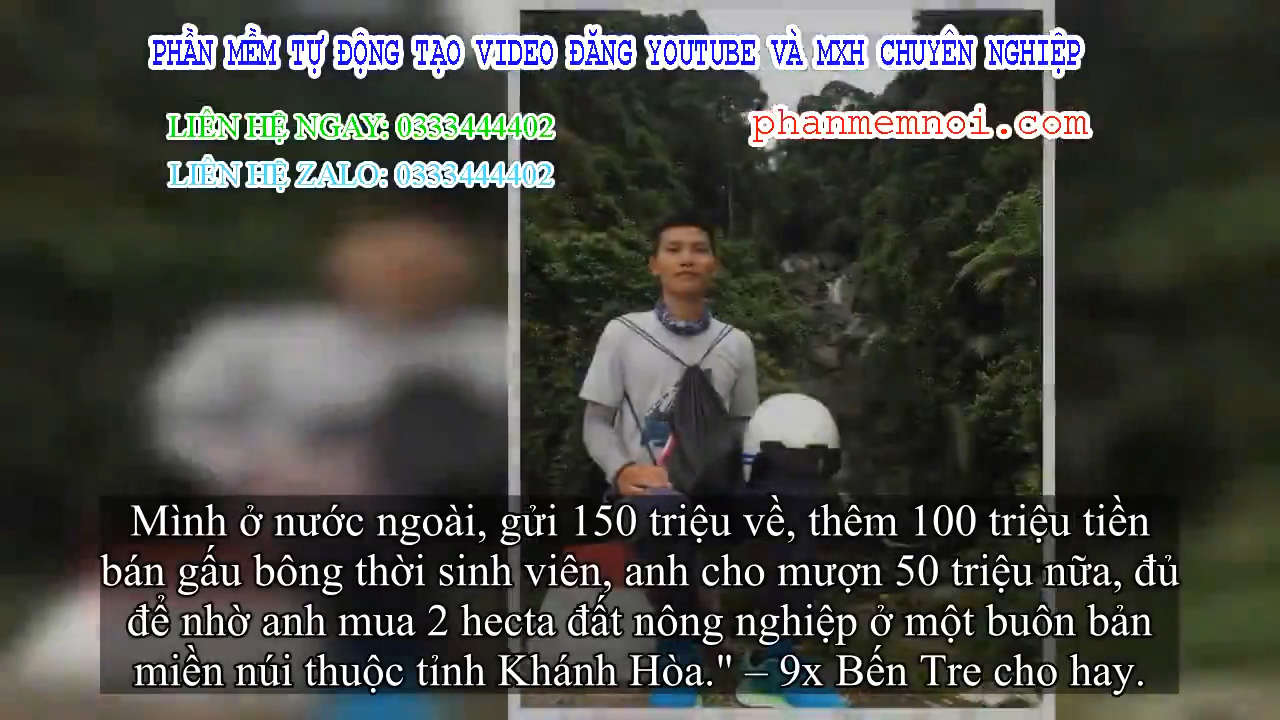 PHẦN MỀM TỰ ĐỘNG TẠO VIDEO ĐĂNG YOUTUBE VÀ MXH CHUYÊN NGHIỆP
LIÊN HỆ NGAY: 0333444402
phanmemnoi.com
LIÊN HỆ ZALO: 0333444402
Mình ở nước ngoài, gửi 150 triệu về, thêm 100 triệu tiền
bán gấu bông thời sinh viên, anh cho mượn 50 triệu nữa, đủ
để nhờ anh mua 2 hecta đất nông nghiệp ở một buôn bản
miền núi thuộc tỉnh Khánh Hòa." – 9x Bến Tre cho hay.